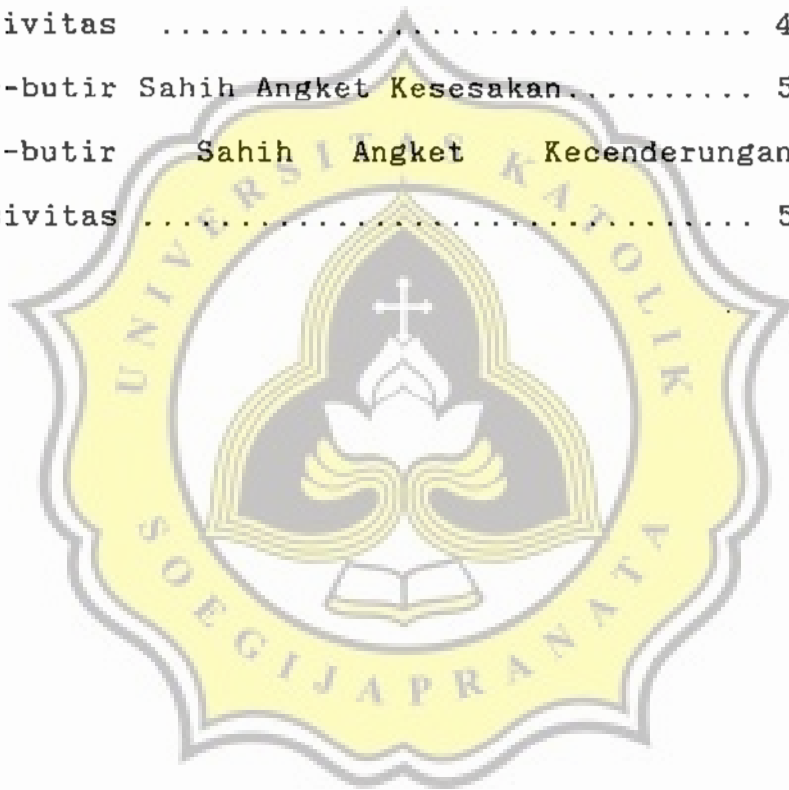 ivitas ................................ 4
-butir Sahih Angket Kesesakan.......... 5
-butir Sahih Angket Kecenderungan
ivitas ................................ 5
UNIVERSITAS KATOLIK
SOEGIJAPRANATA